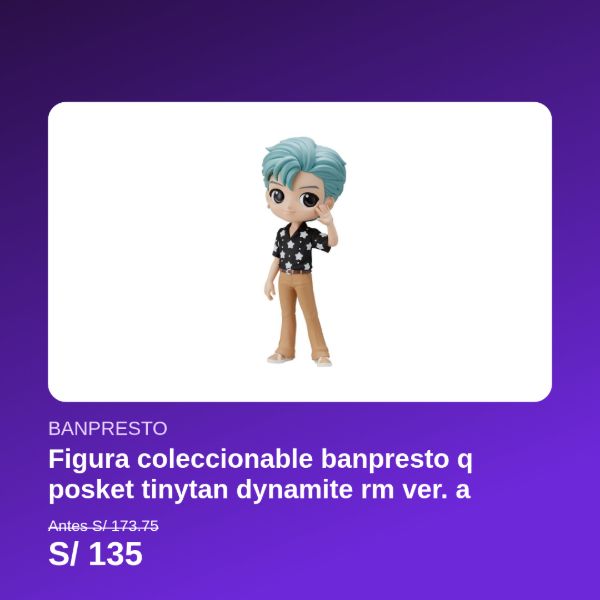 BANPRESTO
Figura coleccionable banpresto q
posket tinytan dynamite rm ver. a
Antes S/ 173.75
S/ 135